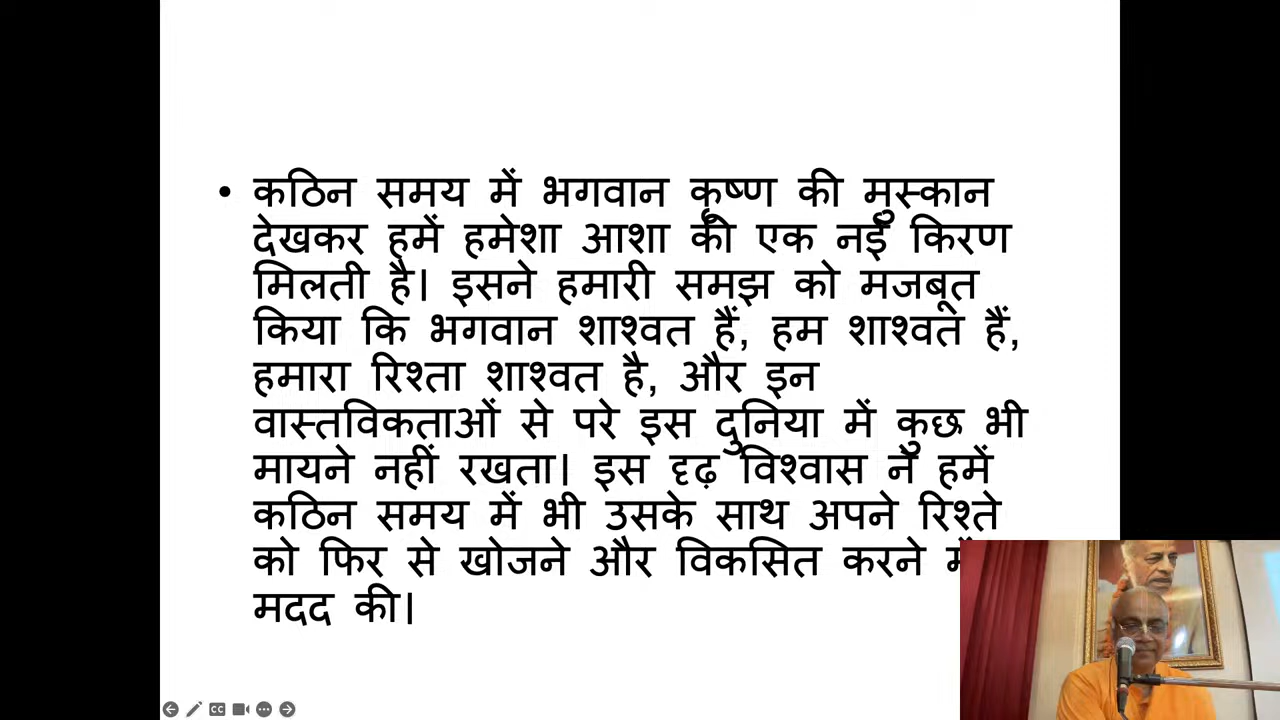 • कठिन समय में भगवान कृष्ण की मुस्कान
देखकर हमें हमेशा आशा की एक नई किरण
मिलती है। इसने हमारी समझ को मजबूत
किया कि भगवान शाश्वत हैं, हम शाश्वत हैं,
हमारा रिश्ता शाश्वत है, और इन
वास्तविकताओं से परे इस दुनिया में कुछ भी
मायने नहीं रखता। इस दृढ़ विश्वास ने हमें
कठिन समय में भी उसके साथ अपने रिश्ते
को फिर से खोजने और विकसित करने में
मदद की।
CC